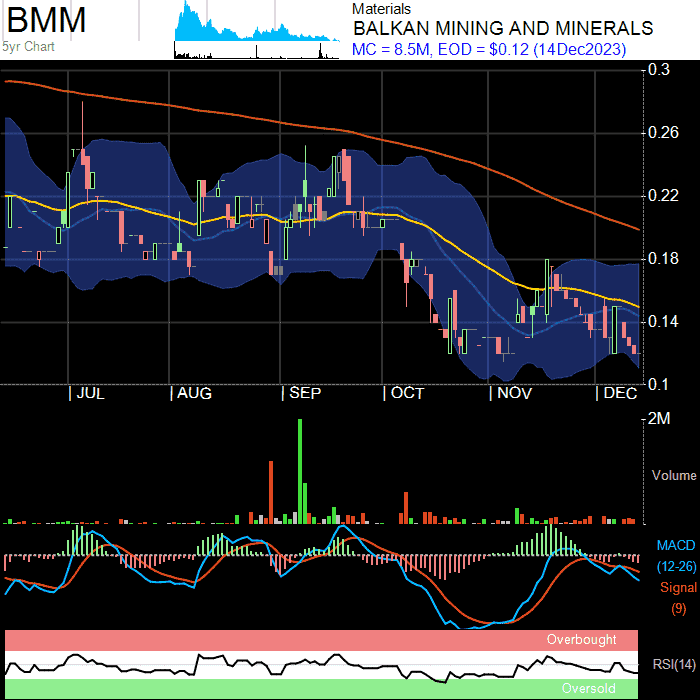 BMM
5yr Chart
Materials
BALKAN MINING AND MINERALS
MC = 8.5M, EOD = $0.12 (14Dec2023)
0.3
0.26
0.22
0.18
0.14
0.1
JUL AUG SEP OCT NOV DEC
2M
Volume
MACD
(12-26)
Signal
(9)
Overbought
RSI(14)
Oversold